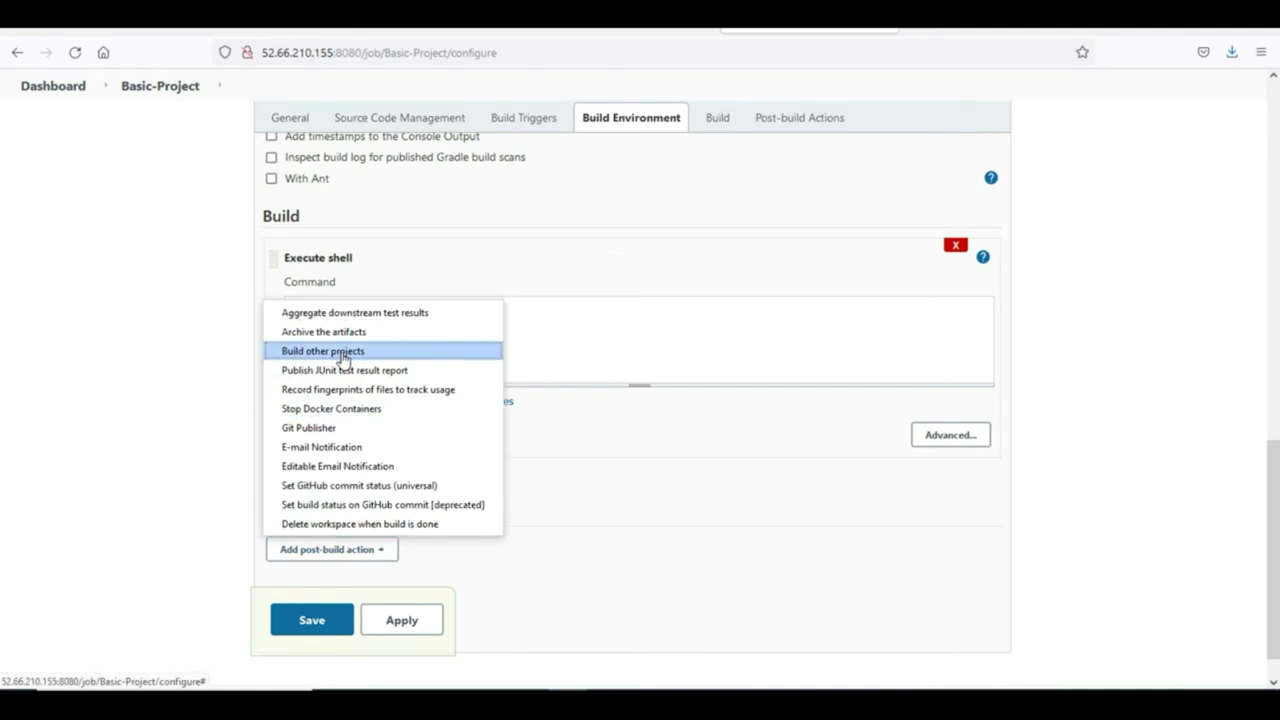 52.66.210.155:8080/job/Basic-Project/configure
Dashboard Basic-Project
General Source Code Management Build Triggers Build Environment Build Post-build Actions
Add timestamps to the Console Output
Inspect build log for published Gradle build scans
With Ant
?
Build
X
Execute shell
?
Command
Aggregate downstream test results
Archive the artifacts
Build other projects
Publish JUnit test result report
Record fingerprints of files to track usage
es
Stop Docker Containers
Git Publisher
Advanced...
E-mail Notification
Editable Email Notification
Set GitHub commit status (universal)
Set build status on GitHub commit [deprecated]
Delete workspace when build is done
Add post-build action
Save Apply
52.66.210.155:8080/job/Basic-Project/configure#